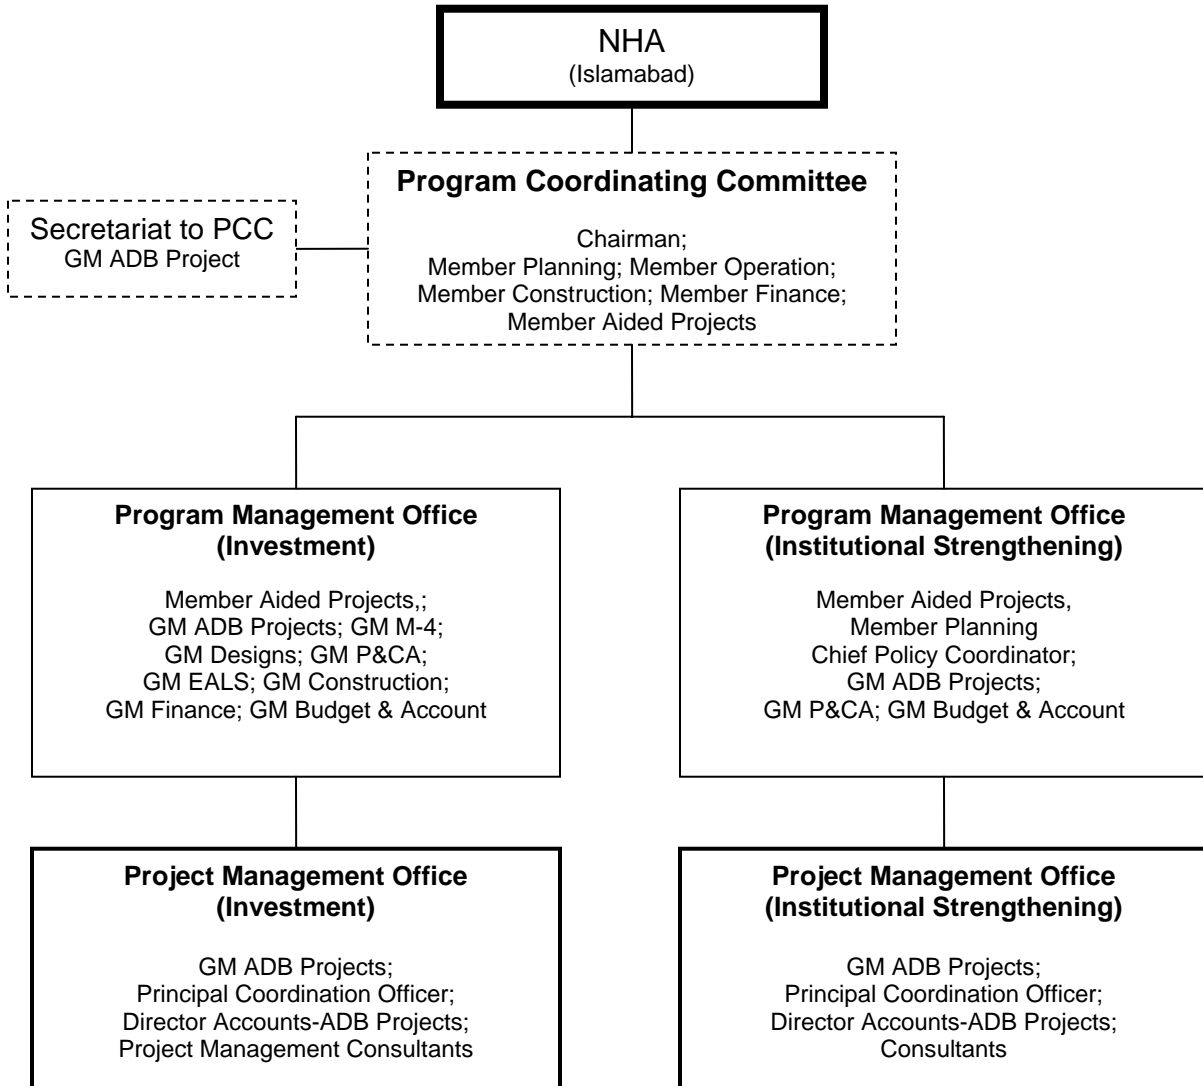 NHA
(Islamabad)
Program Coordinating Committee
Chairman;
Member Planning; Member Operation;
Member Construction; Member Finance;
Member Aided Projects
Secretariat to PCC
GM ADB Project
Program Management Office
(Investment)
Member Aided Projects,;
GM ADB Projects; GM M-4;
GM Designs; GM P&CA;
GM EALS; GM Construction;
GM Finance; GM Budget & Account
Program Management Office
(Institutional Strengthening)
Member Aided Projects,
Member Planning
Chief Policy Coordinator;
GM ADB Projects;
GM P&CA; GM Budget & Account
Project Management Office
(Investment)
GM ADB Projects;
Principal Coordination Officer;
Director Accounts-ADB Projects;
Project Management Consultants
Project Management Office
(Institutional Strengthening)
GM ADB Projects;
Principal Coordination Officer;
Director Accounts-ADB Projects;
Consultants